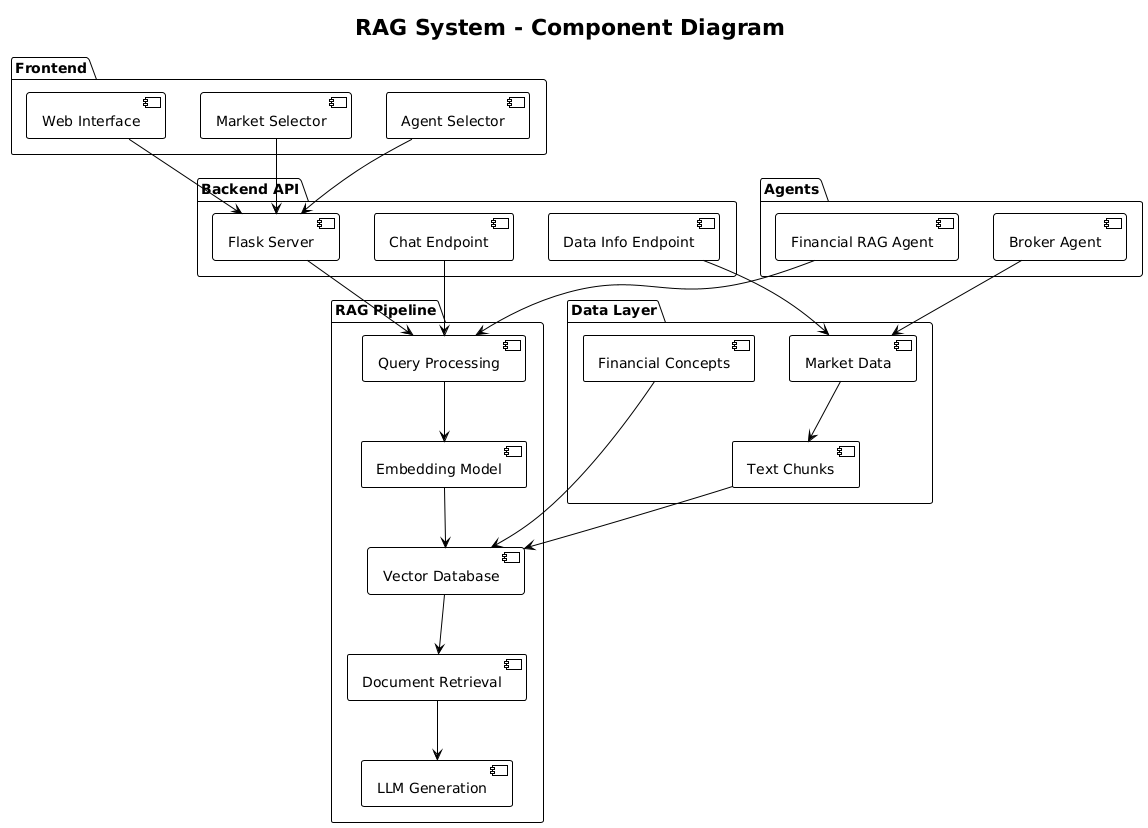 RAG System - Component Diagram
Frontend
Web Interface
Market Selector
Agent Selector
Backend API
Flask Server
Chat Endpoint
Data Info Endpoint
Agents
Financial RAG Agent
Broker Agent
RAG Pipeline
Query Processing
Embedding Model
Vector Database
Document Retrieval
LLM Generation
Data Layer
Financial Concepts
Market Data
Text Chunks